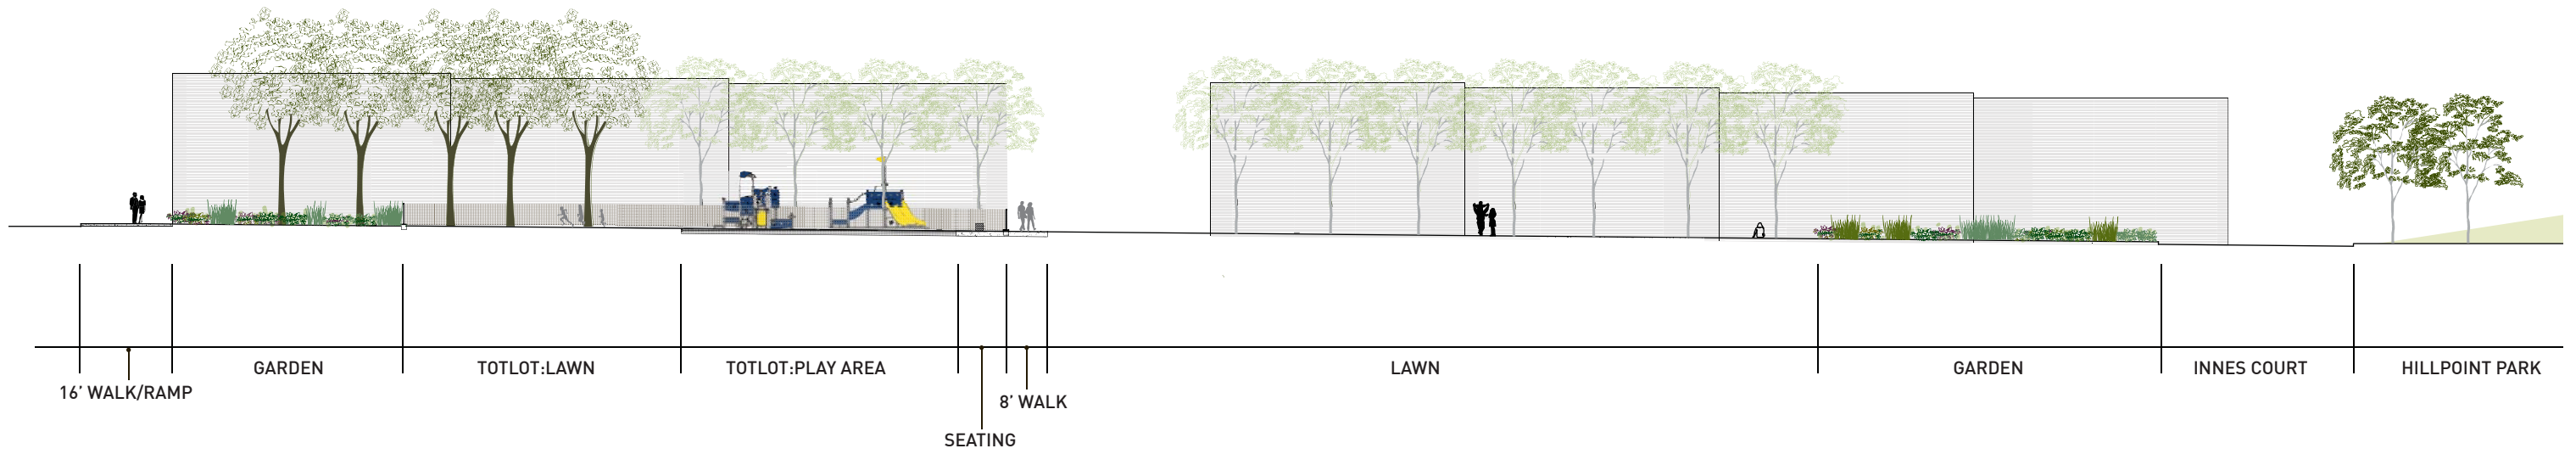 GARDEN
TOTLOT:LAWN
TOTLOT:PLAY AREA
LAWN
GARDEN
INNES COURT
HILLPOINT PARK
16’ WALK/RAMP
8’ WALK
SEATING